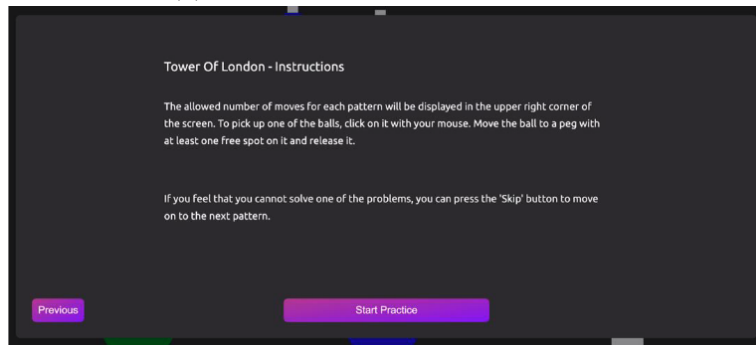 Tower Of London - Instructions
The allowed number of moves for each pattern will be displayed in the upper right corner of
the screen. To pick up one of the balls, click on it with your mouse. Move the ball to a peg with
at least one free spot on it and release it.
If you feel that you cannot solve one of the problems, you can press the 'Skip' button to move
on to the next pattern.
Previous
Start Practice